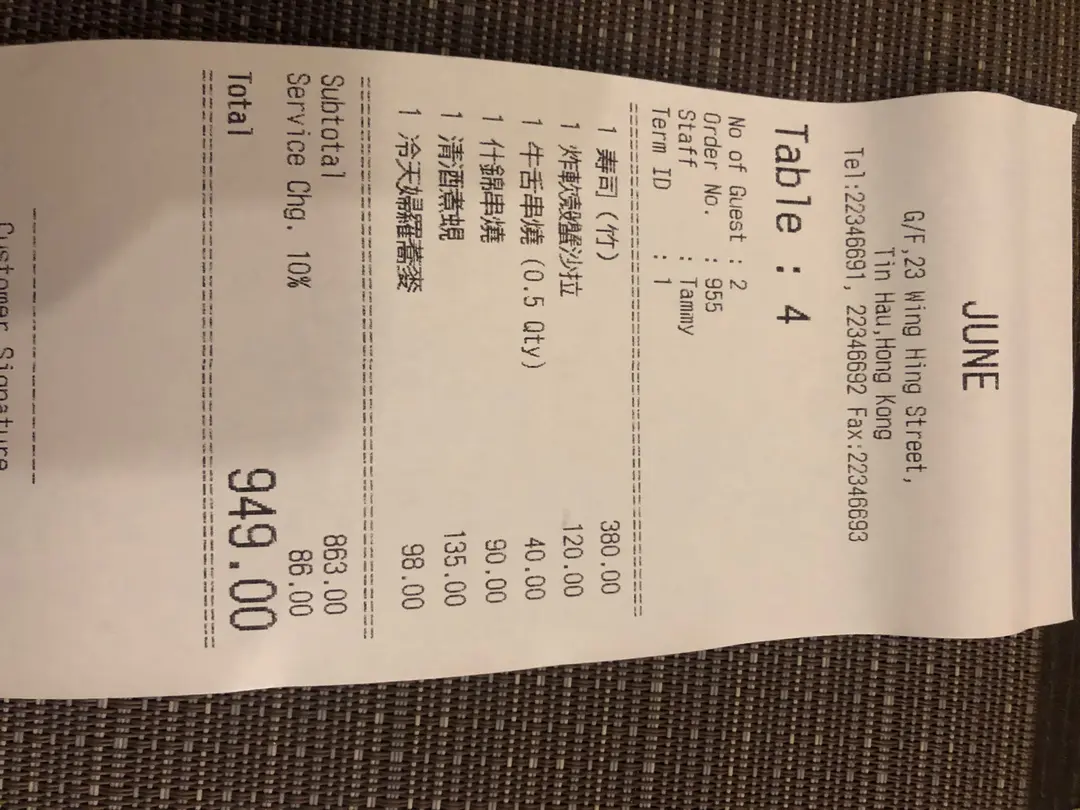 JUNE
G/F,23 Wing Hing Street,
Tin Hau,Hong Kong
Tel:22346691, 22346692 Fax:22346693
Table : 4
No of Guest : 2
Order No. : 955
Staff : Tammy
Term ID : 1
1 壽司(竹) 380.00
1 炸軟殼蟹沙拉 120.00
1 牛舌串燒(0.5 Qty) 40.00
1 什錦串燒 90.00
1 清酒煮蜆 135.00
1 冷天婦羅蕎麥 98.00
Subtotal 863.00
Service Chg. 10% 86.00
Total 949.00
Customer Signature